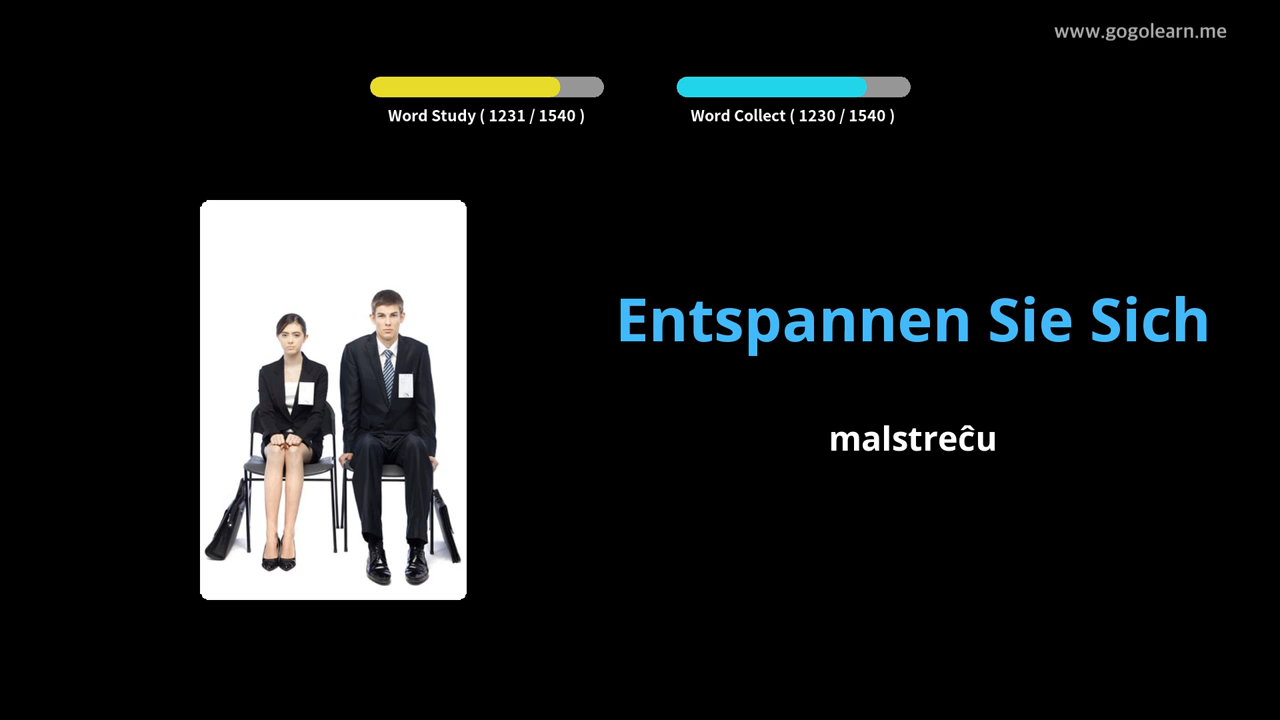 www.gogolearn.me
Word Study ( 1231 / 1540 )
Word Collect ( 1230 / 1540 )
Entspannen Sie Sich
malstreĉu